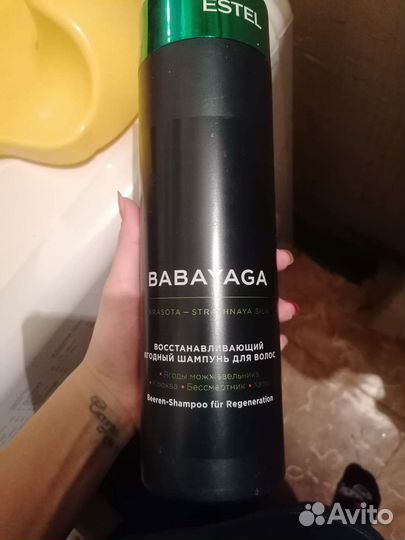 ESTEL
BABAYAGA
KRASOTA — STRASHNAYA SILA
ВОССТАНАВЛИВАЮЩИЙ
ЯГОДНЫЙ ШАМПУНЬ ДЛЯ ВОЛОС
• Ягоды можжевельника
• Клюква • Бессмертник • Хвощ
Beeren-Shampoo für Regeneration
Avito